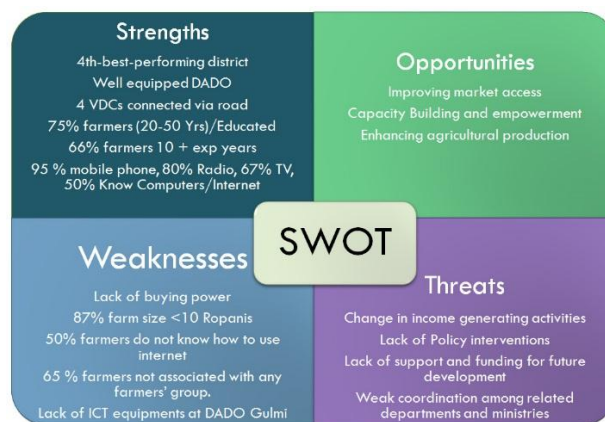 Strengths
4th-best-performing district
Well equipped DADO
4 VDCs connected via road
75% farmers (20-50 Yrs)/Educated
66% farmers 10 + exp years
95 % mobile phone, 80% Radio, 67% TV,
50% Know Computers/Internet
Opportunities
Improving market access
Capacity Building and empowerment
Enhancing agricultural production
SWOT
Weaknesses
Lack of buying power
87% farm size <10 Ropanis
50% farmers do not know how to use
internet
65 % farmers not associated with any
farmers' group.
Lack of ICT equipments at DADO Gulmi
Threats
Change in income generating activities
Lack of Policy interventions
Lack of support and funding for future
development
Weak coordination among related
departments and ministries